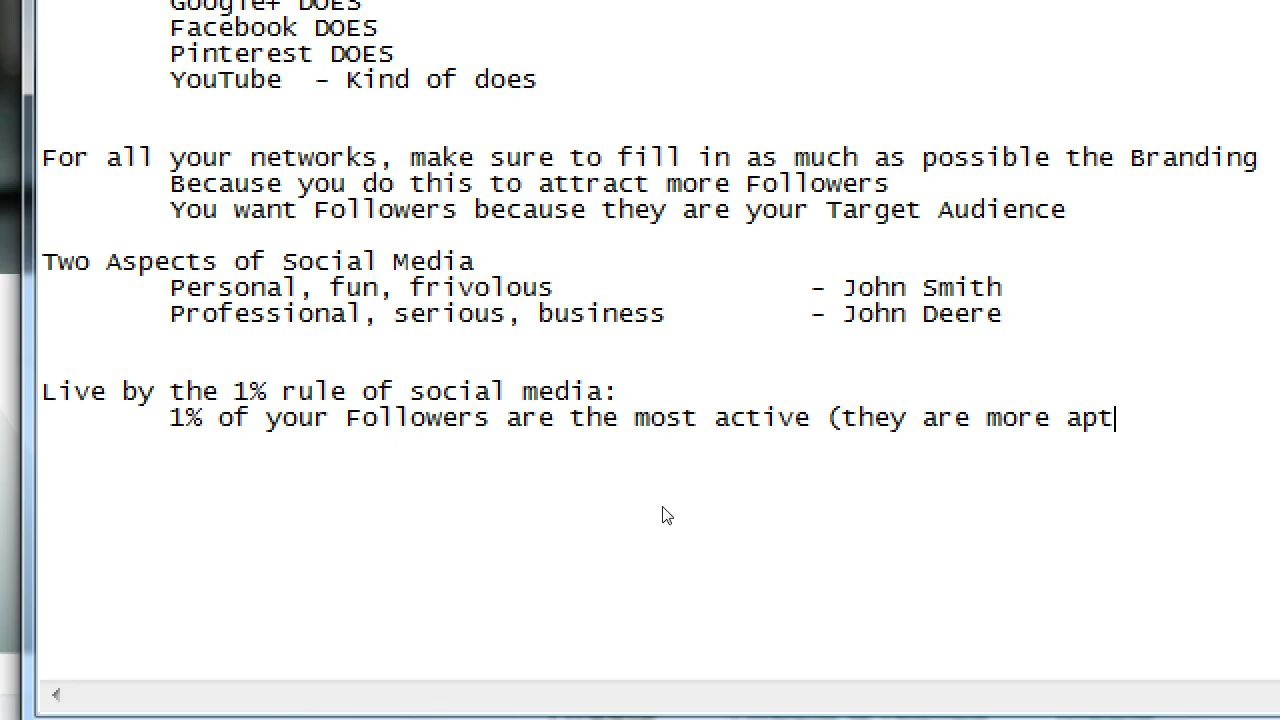 Google+ DOES
Facebook DOES
Pinterest DOES
YouTube – Kind of does
For all your networks, make sure to fill in as much as possible the Branding
Because you do this to attract more Followers
You want Followers because they are your Target Audience
Two Aspects of Social Media
Personal, fun, frivolous – John Smith
Professional, serious, business – John Deere
Live by the 1% rule of social media:
1% of your Followers are the most active (they are more apt